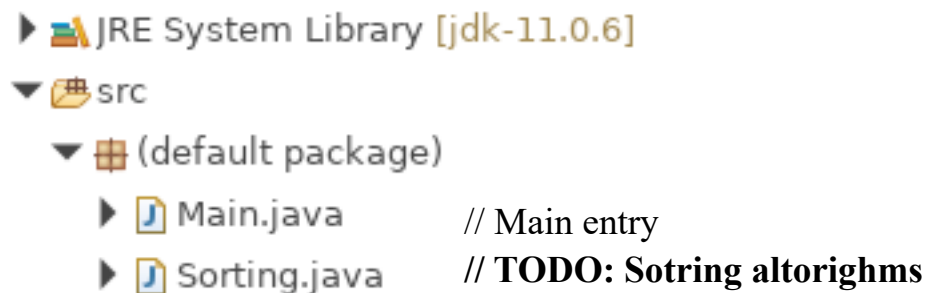 JRE System Library [jdk-11.0.6]
src
(default package)
Main.java // Main entry
Sorting.java // TODO: Sotring altorighms